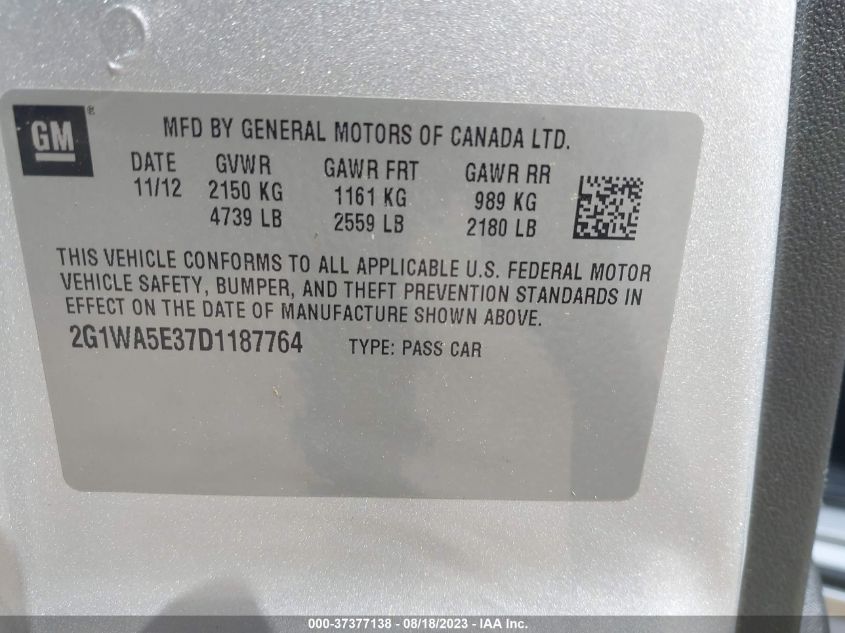 GM®
MFD BY GENERAL MOTORS OF CANADA LTD.
DATE GVWR GAWR FRT GAWR RR
11/12 2150 KG 1161 KG 989 KG
4739 LB 2559 LB 2180 LB
THIS VEHICLE CONFORMS TO ALL APPLICABLE U.S. FEDERAL MOTOR
VEHICLE SAFETY, BUMPER, AND THEFT PREVENTION STANDARDS IN
EFFECT ON THE DATE OF MANUFACTURE SHOWN ABOVE.
2G1WA5E37D1187764 TYPE: PASS CAR
000-37377138 - 08/18/2023 - IAA Inc.